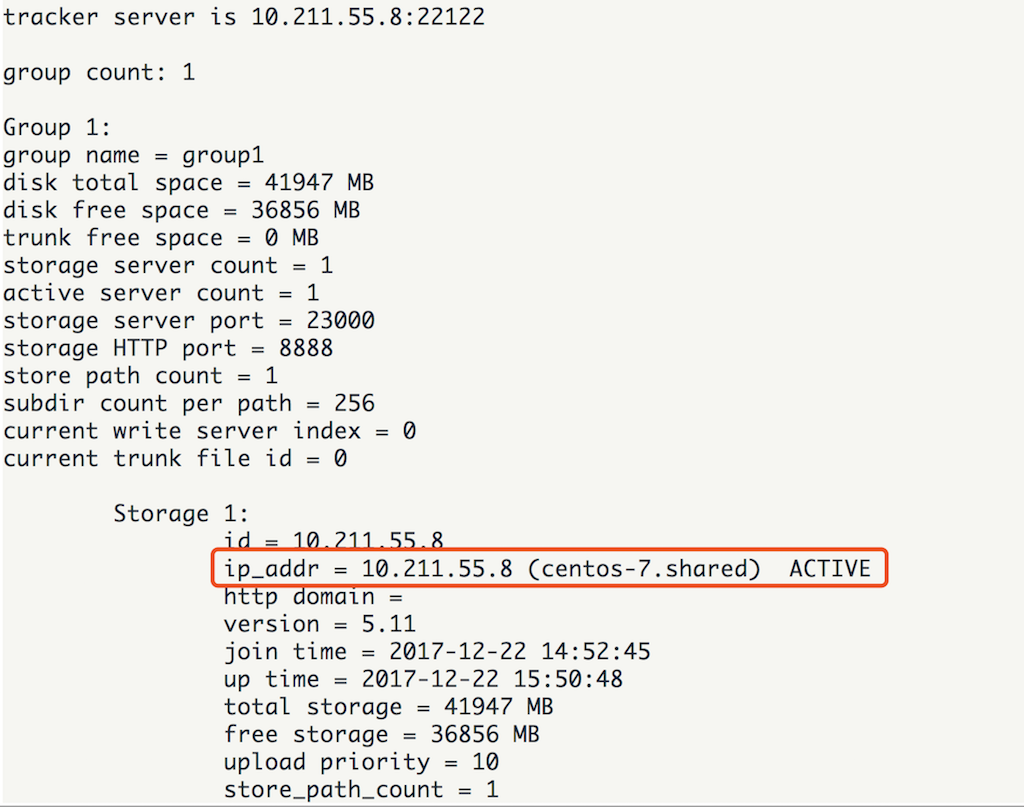 tracker server is 10.211.55.8:22122
group count: 1
Group 1:
group name = group1
disk total space = 41947 MB
disk free space = 36856 MB
trunk free space = 0 MB
storage server count = 1
active server count = 1
storage server port = 23000
storage HTTP port = 8888
store path count = 1
subdir count per path = 256
current write server index = 0
current trunk file id = 0
Storage 1:
id = 10.211.55.8
ip_addr = 10.211.55.8 (centos-7.shared)  ACTIVE
http domain =
version = 5.11
join time = 2017-12-22 14:52:45
up time = 2017-12-22 15:50:48
total storage = 41947 MB
free storage = 36856 MB
upload priority = 10
store_path_count = 1